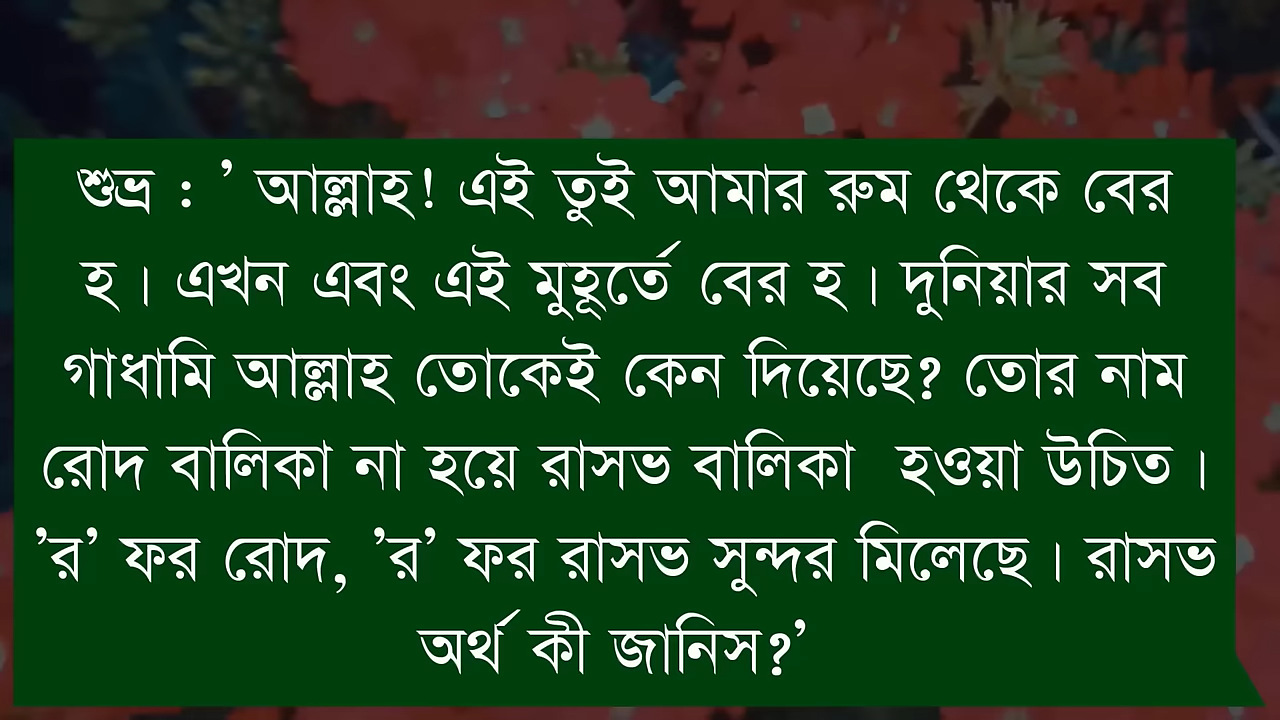 শুভ্র : ’ আল্লাহ! এই তুই আমার রুম থেকে বের
হ। এখন এবং এই মুহূর্তে বের হ। দুনিয়ার সব
গাধামি আল্লাহ তোকেই কেন দিয়েছে? তোর নাম
রোদ বালিকা না হয়ে রাসভ বালিকা  হওয়া উচিত।
’র’ ফর রোদ, ’র’ ফর রাসভ সুন্দর মিলেছে। রাসভ
অর্থ কী জানিস?’